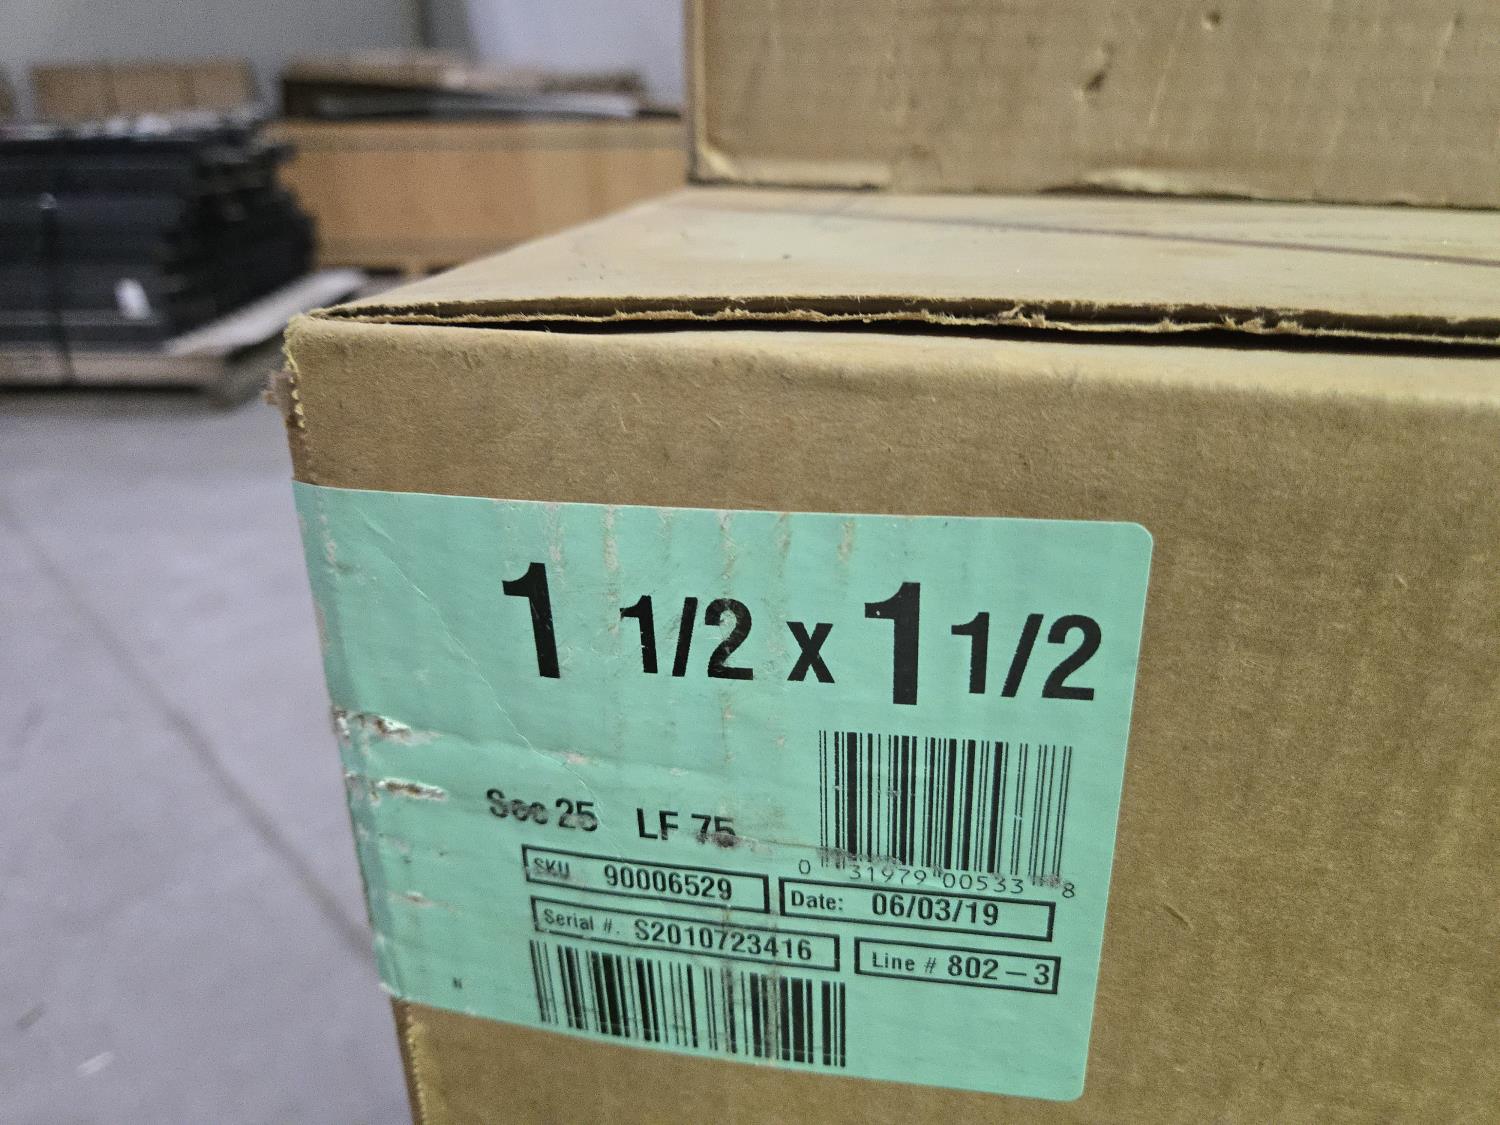 1 1/2 x 1 1/2
Sec 25 LF 75
0 31979 00533 8
SKU 90006529
Date: 06/03/19
Serial #. S2010723416
Line # 802-3
N